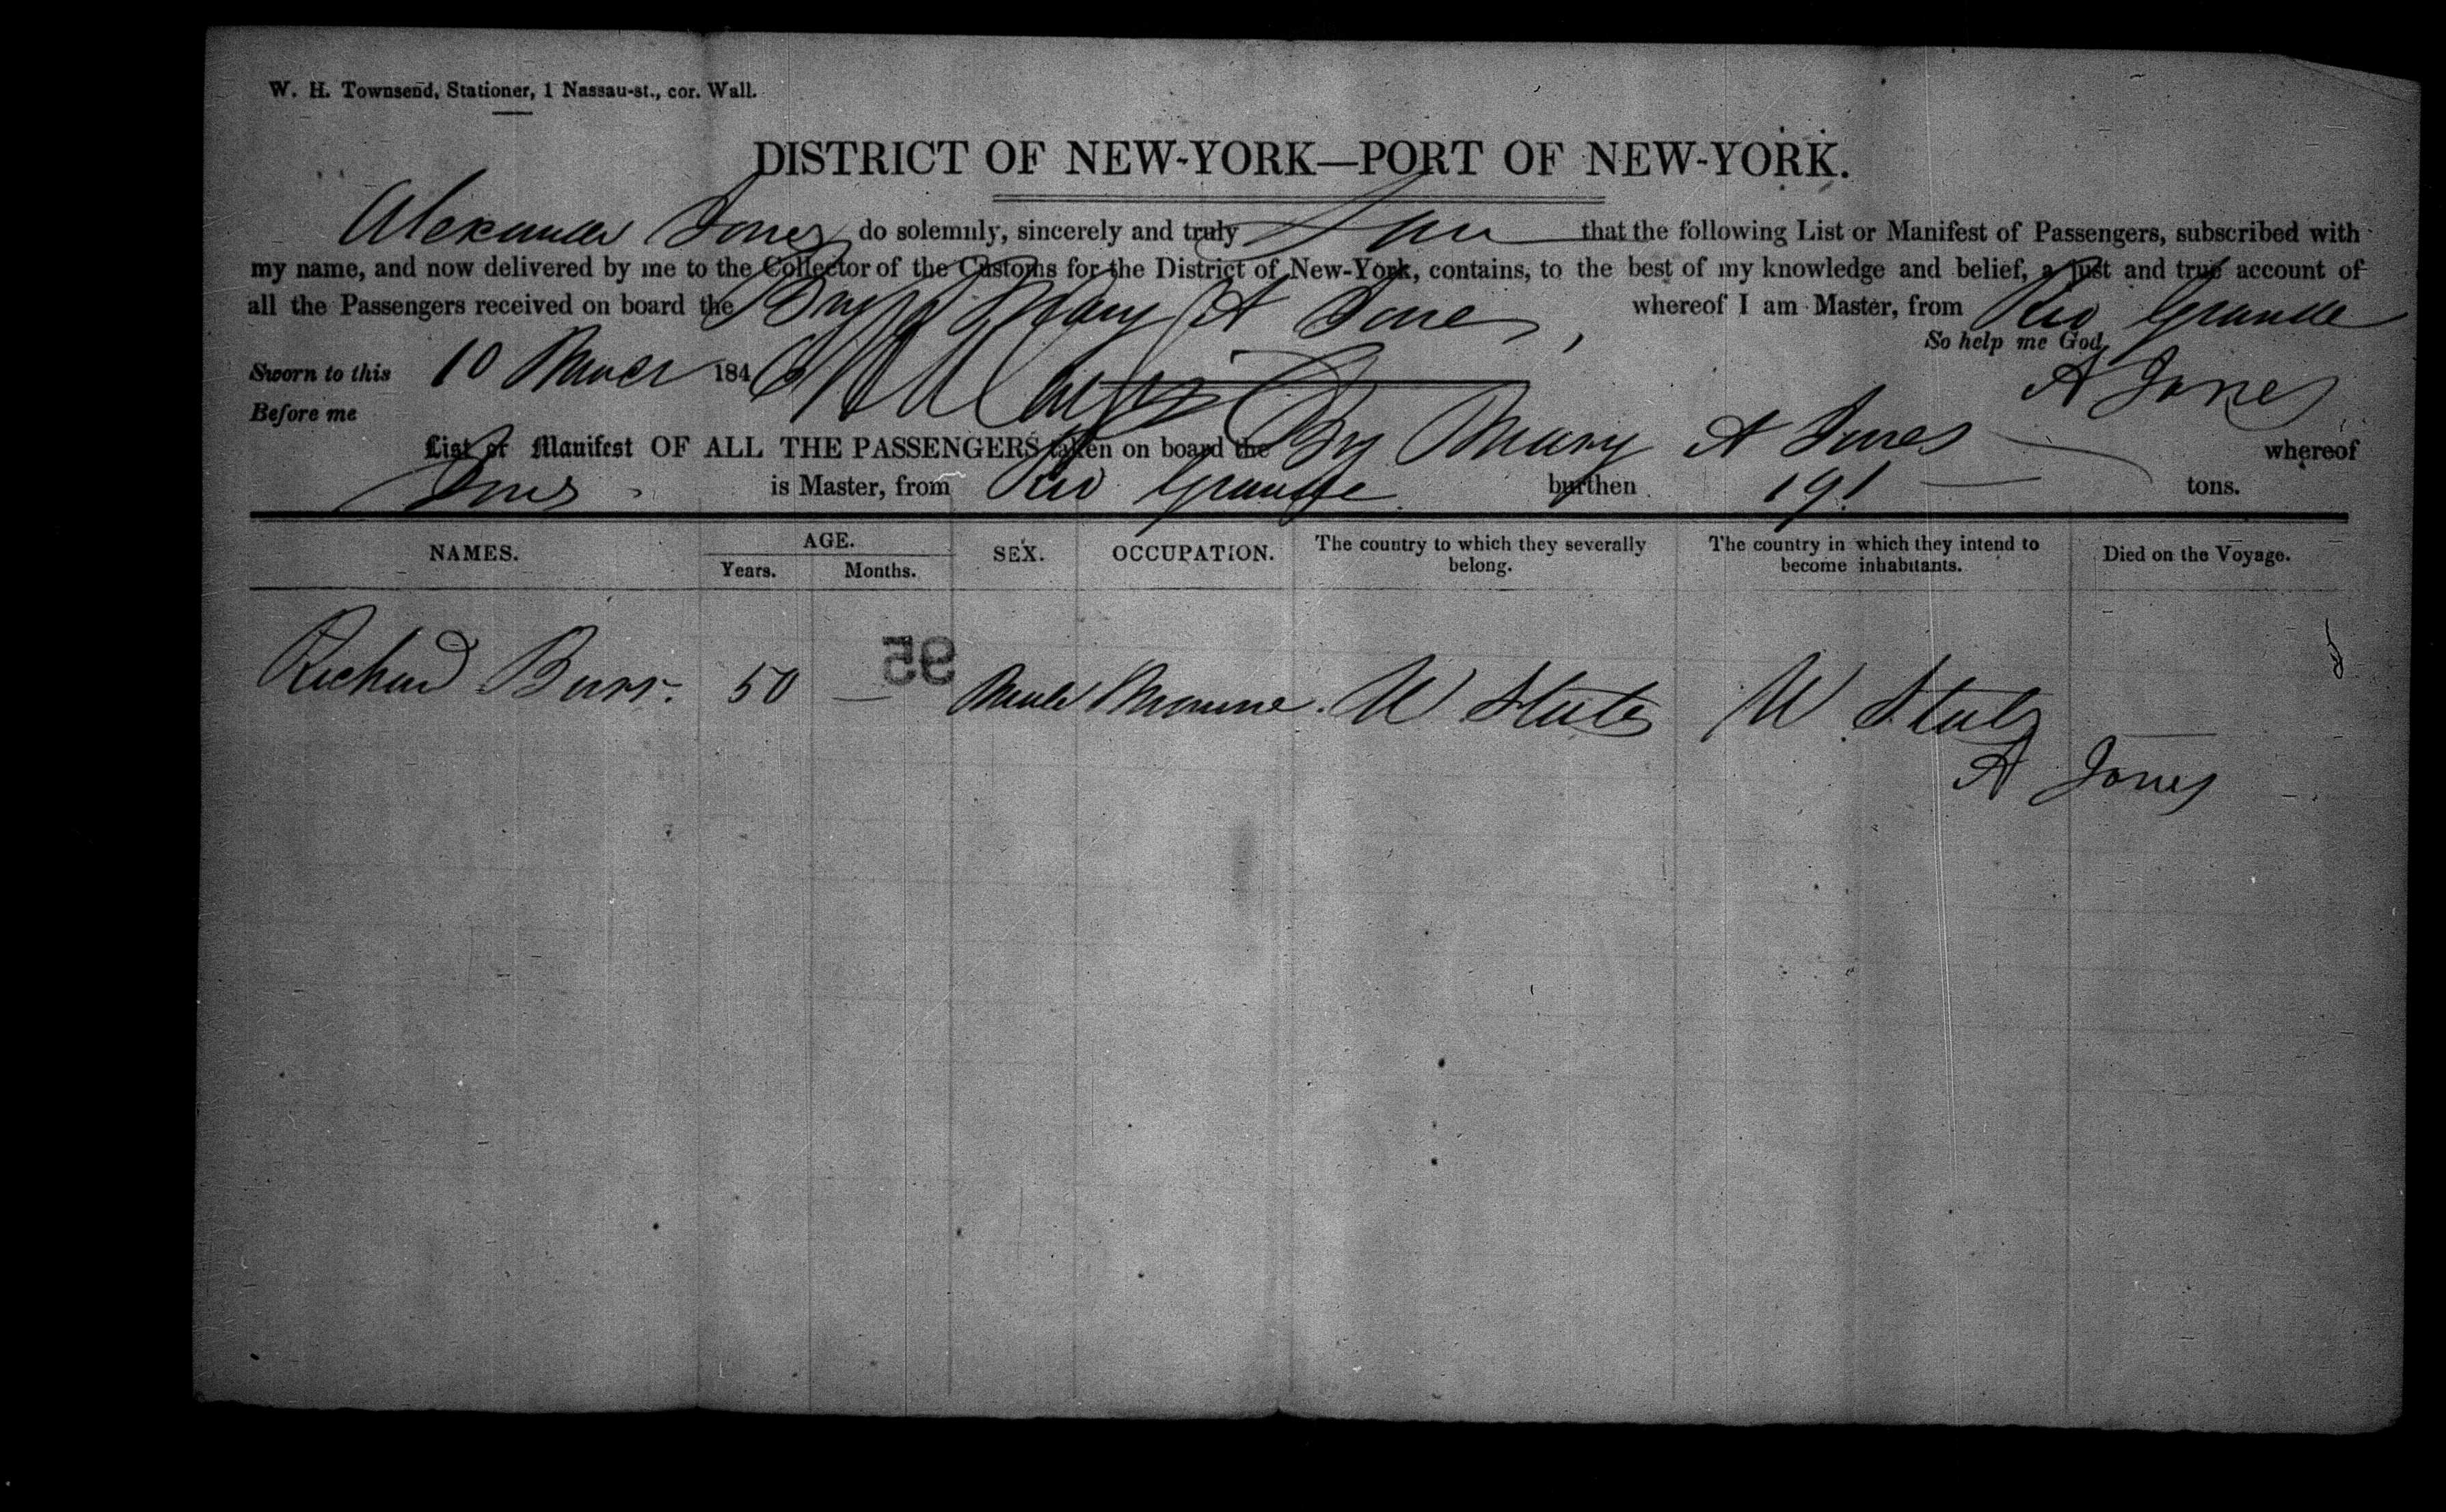 W. H. Townsend, Stationer, 1 Nassau-st., cor. Wall.
DISTRICT OF NEW-YORK—PORT OF NEW-YORK.
Alexander Jones do solemnly, sincerely and truly that the following List or Manifest of Passengers, subscribed with
my name, and now delivered by me to the Collector of the Customs for the District of New-York, contains, to the best of my knowledge and belief, a just and true account of
all the Passengers received on board the Brig Mary A Jones, whereof I am Master, from Rio Grande
So help me God.
Sworn to this 10 March 1846 A Jones
Before me
List or Manifest OF ALL THE PASSENGERS taken on board the Brig Mary A Jones whereof
Jones is Master, from Rio Grande burthen 191 tons.
NAMES. AGE. SEX. OCCUPATION. The country to which they severally belong. The country in which they intend to become inhabitants. Died on the Voyage.
Years. Months.
95
Richard Burr. 50 — Male Marine. U States U States —
A Jones